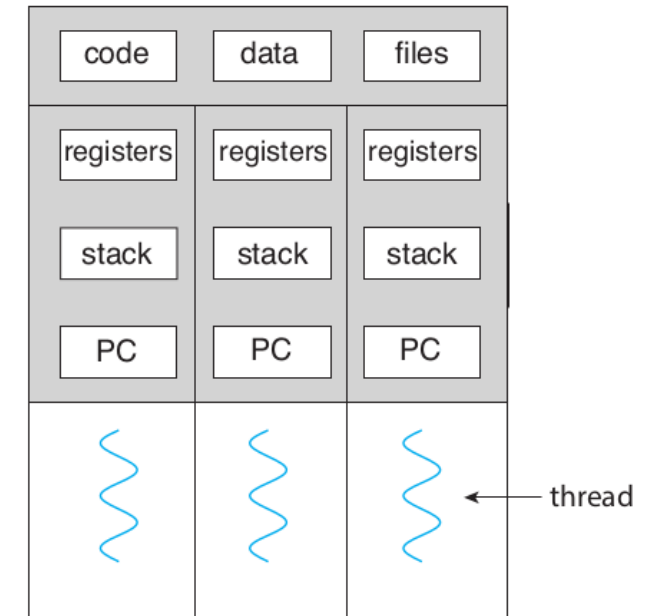 code data files
registers registers registers
stack stack stack
PC PC PC
thread